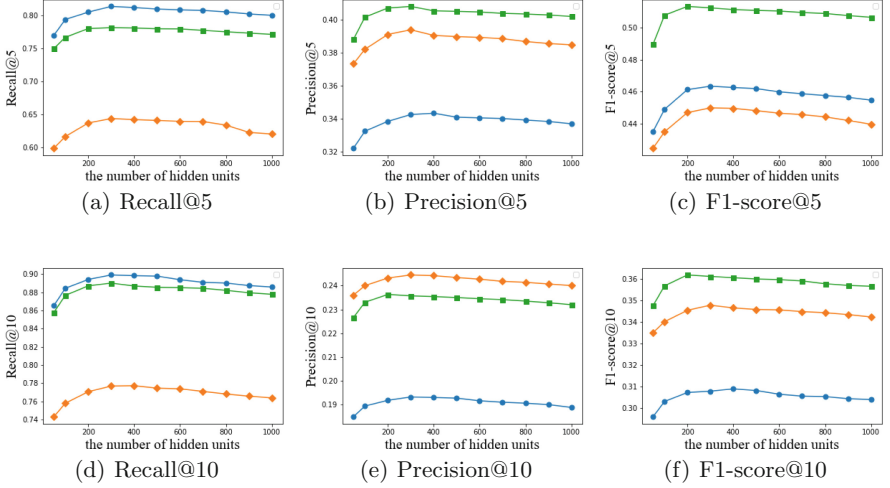 0.80
0.75
0.70
0.65
0.60
Recall@5
200 400 600 800 1000
the number of hidden units
(a) Recall@5
0.40
0.38
0.36
0.34
0.32
Precision@5
200 400 600 800 1000
the number of hidden units
(b) Precision@5
0.50
0.48
0.46
0.44
F1-score@5
200 400 600 800 1000
the number of hidden units
(c) F1-score@5
0.90
0.88
0.86
0.84
0.82
0.80
0.78
0.76
0.74
Recall@10
200 400 600 800 1000
the number of hidden units
(d) Recall@10
0.24
0.23
0.22
0.21
0.20
0.19
Precision@10
200 400 600 800 1000
the number of hidden units
(e) Precision@10
0.36
0.35
0.34
0.33
0.32
0.31
0.30
F1-score@10
200 400 600 800 1000
the number of hidden units
(f) F1-score@10